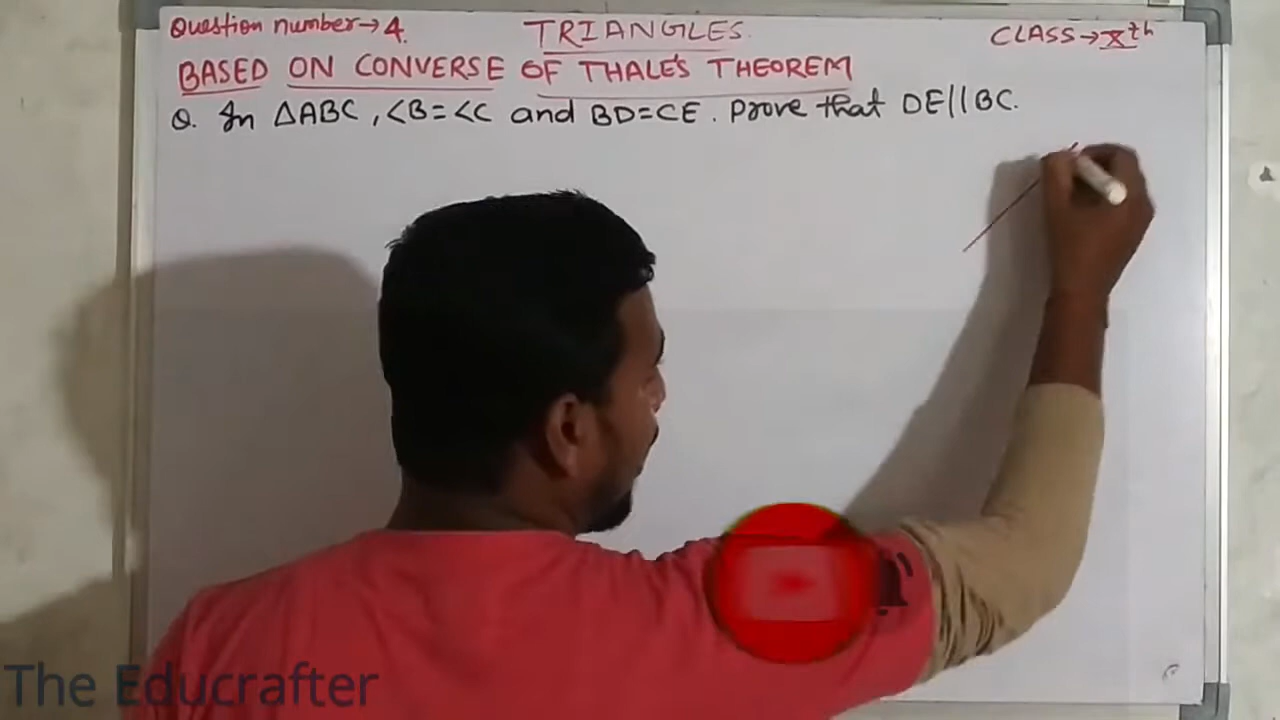 Question number→4.
TRIANGLES
CLASS→Xth
BASED ON CONVERSE OF THALE'S THEOREM
Q. In ΔABC, <B=<C and BD=CE. Prove that DE||BC.
The Educrafter